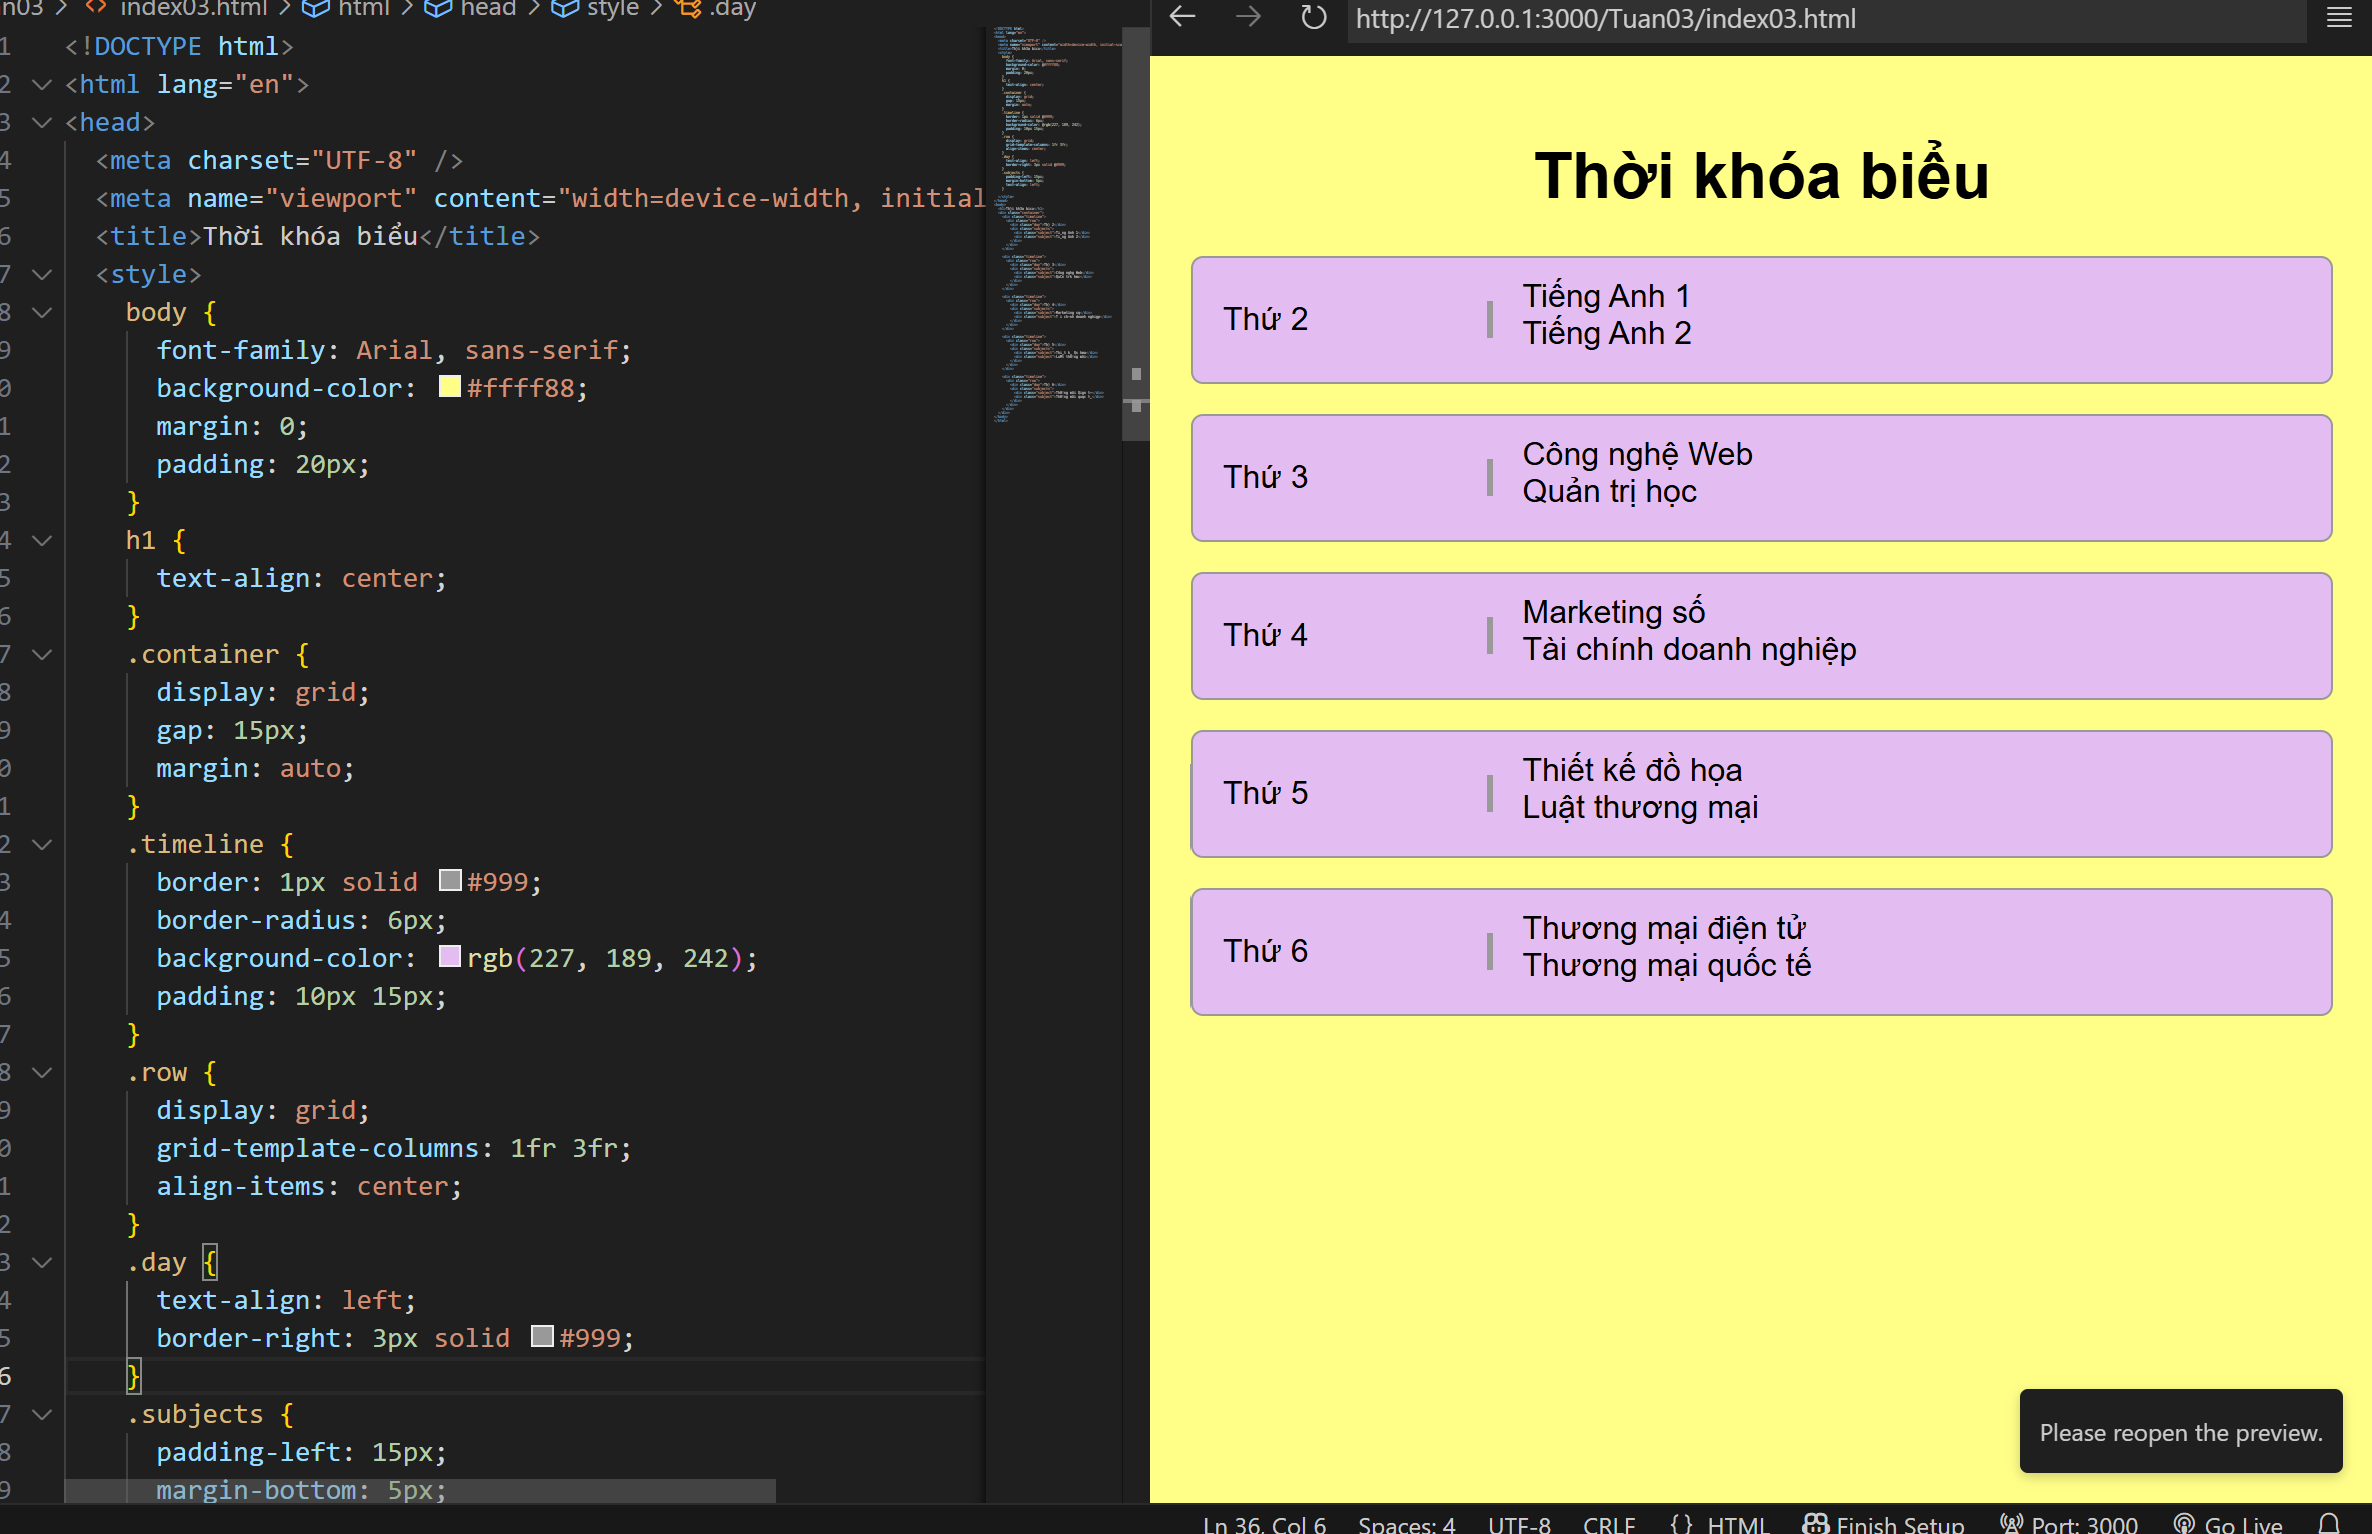 n03 > <> index03.html > html > head > style > .day
1 <!DOCTYPE html>
2 <html lang="en">
3 <head>
4 <meta charset="UTF-8" />
5 <meta name="viewport" content="width=device-width, initial
6 <title>Thời khóa biểu</title>
7 <style>
8 body {
9 font-family: Arial, sans-serif;
0 background-color: #ffff88;
1 margin: 0;
2 padding: 20px;
3 }
4 h1 {
5 text-align: center;
6 }
7 .container {
8 display: grid;
9 gap: 15px;
0 margin: auto;
1 }
2 .timeline {
3 border: 1px solid #999;
4 border-radius: 6px;
5 background-color: rgb(227, 189, 242);
6 padding: 10px 15px;
7 }
8 .row {
9 display: grid;
0 grid-template-columns: 1fr 3fr;
1 align-items: center;
2 }
3 .day {
4 text-align: left;
5 border-right: 3px solid #999;
6 }
7 .subjects {
8 padding-left: 15px;
9 margin-bottom: 5px;
http://127.0.0.1:3000/Tuan03/index03.html
Thời khóa biểu
Thứ 2
Tiếng Anh 1
Tiếng Anh 2
Thứ 3
Công nghệ Web
Quản trị học
Thứ 4
Marketing số
Tài chính doanh nghiệp
Thứ 5
Thiết kế đồ họa
Luật thương mại
Thứ 6
Thương mại điện tử
Thương mại quốc tế
Please reopen the preview.
Ln 36, Col 6 Spaces: 4 UTF-8 CRLF {} HTML Finish Setup Port: 3000 Go Live